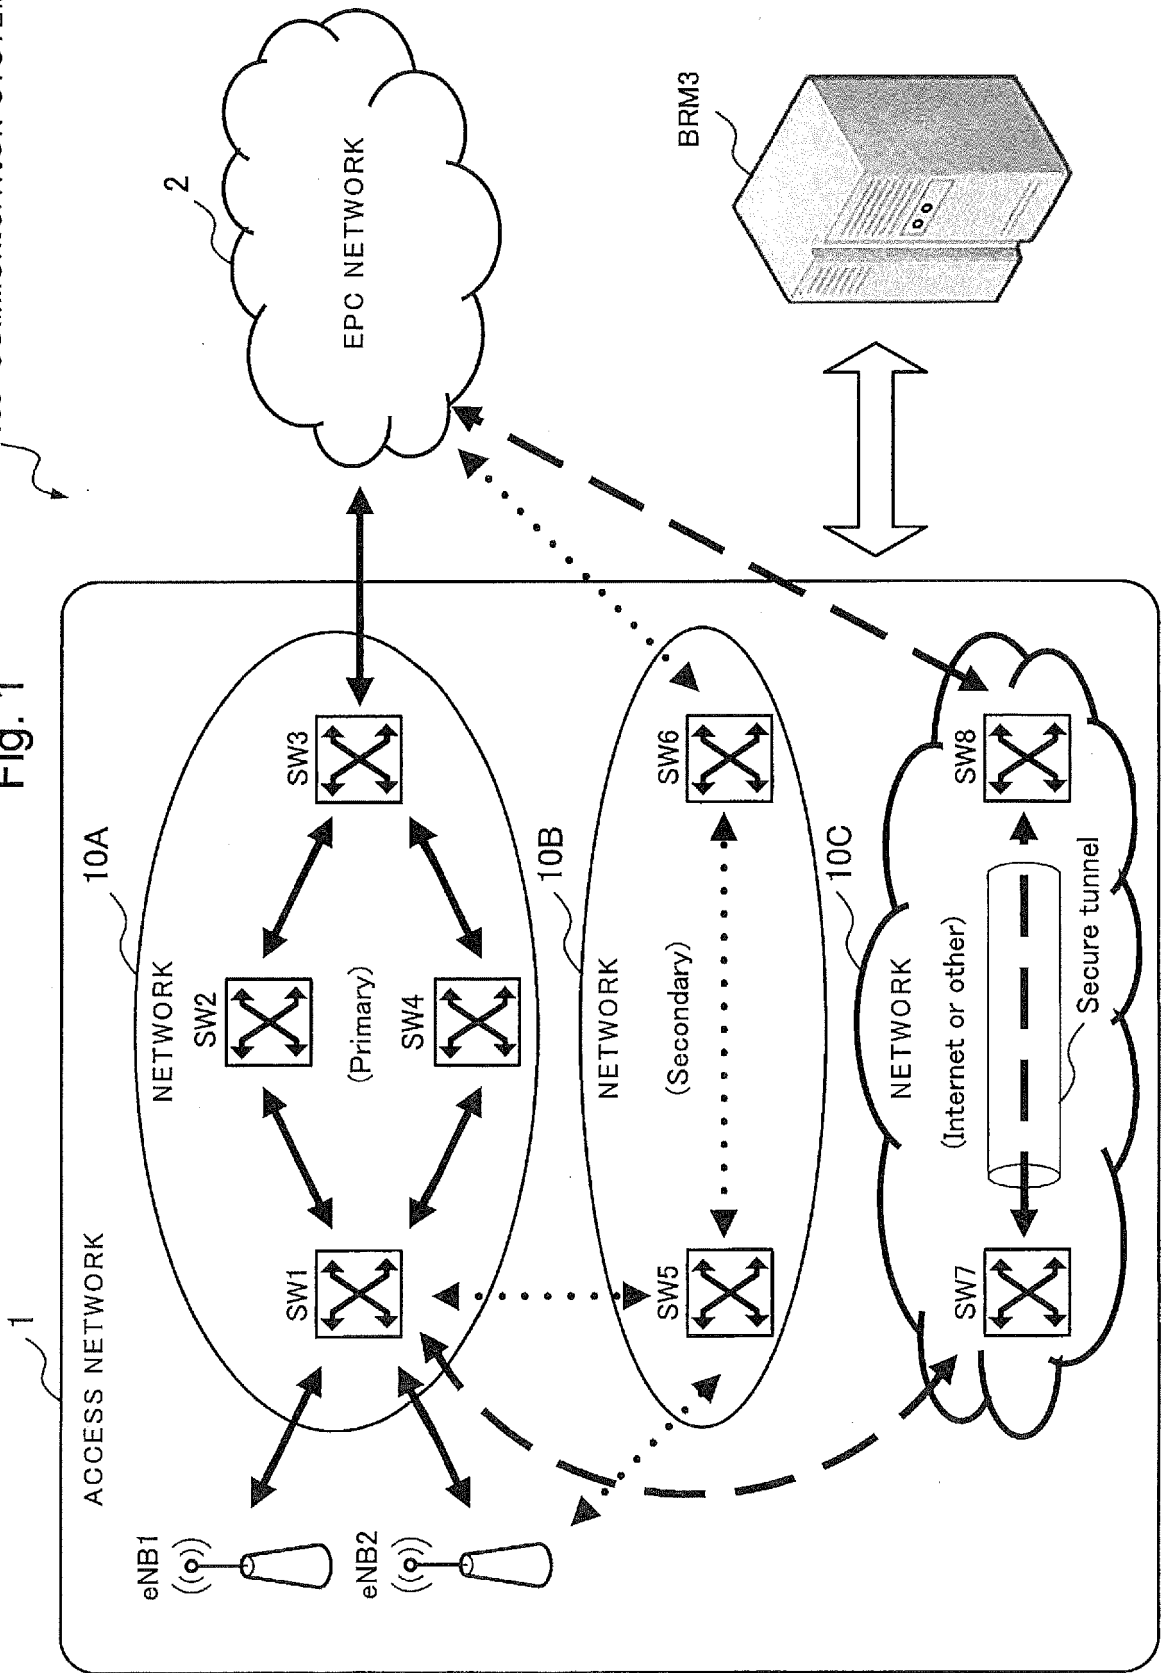 Fig. 1
1
ACCESS NETWORK
eNB1
eNB2
10A
NETWORK
SW1
SW2
(Primary)
SW4
SW3
10B
NETWORK
(Secondary)
SW5
SW6
10C
NETWORK
(Internet or other)
SW7
SW8
Secure tunnel
2
EPC NETWORK
BRM3